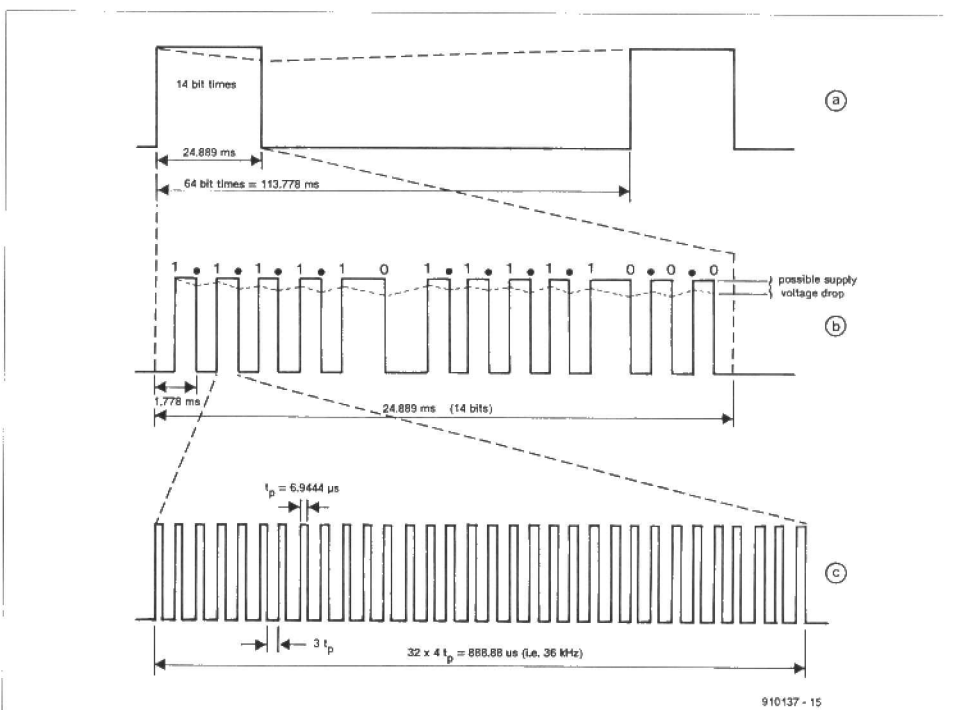 14 bit times
a
24.889 ms
64 bit times = 113.778 ms
1 • 1 • 1 • 1 • 1 0 1 • 1 • 1 • 1 • 1 0 • 0 • 0
possible supply
voltage drop
b
1.778 ms
24.889 ms (14 bits)
tp = 6.9444 µs
c
3 tp
32 x 4 tp = 888.88 us (i.e. 36 kHz)
910137 - 15